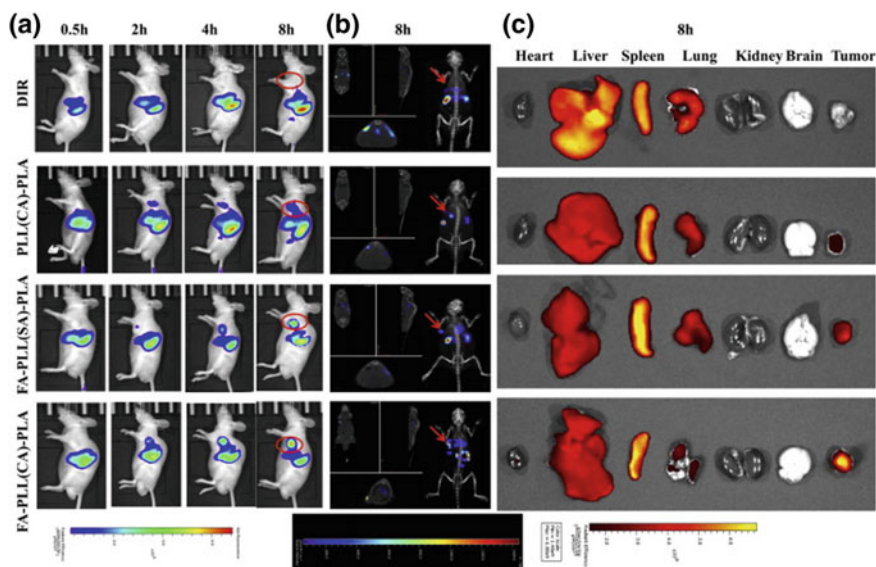 (a) 0.5h 2h 4h 8h (b) 8h (c) 8h
Heart Liver Spleen Lung Kidney Brain Tumor
DIR
PLL(CA)-PLA
FA-PLL(SA)-PLA
FA-PLL(CA)-PLA